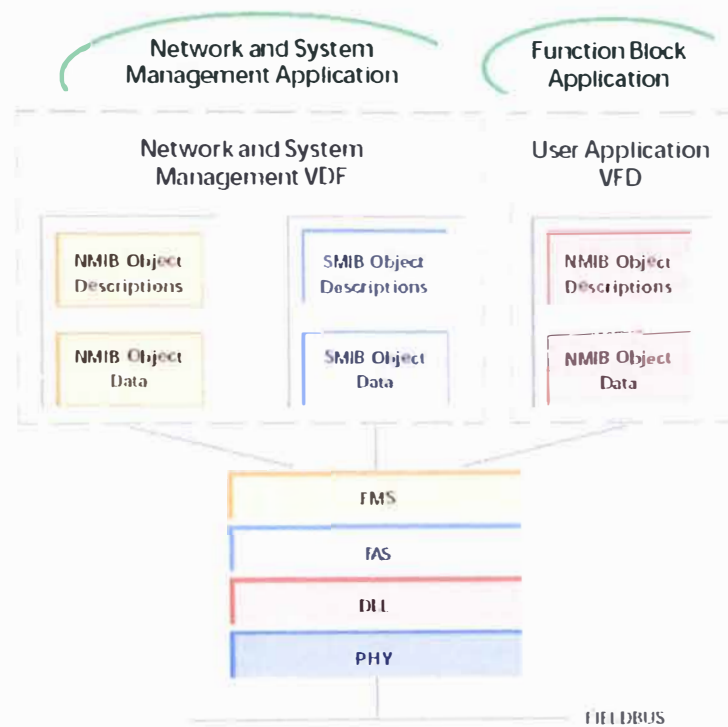 Network and System
Management Application
Function Block
Application
Network and System
Management VDF
User Application
VFD
NMIB Object
Descriptions
SMIB Object
Descriptions
NMIB Object
Descriptions
NMIB Object
Data
SMIB Object
Data
NMIB Object
Data
FMS
FAS
DLL
PHY
FIELDBUS